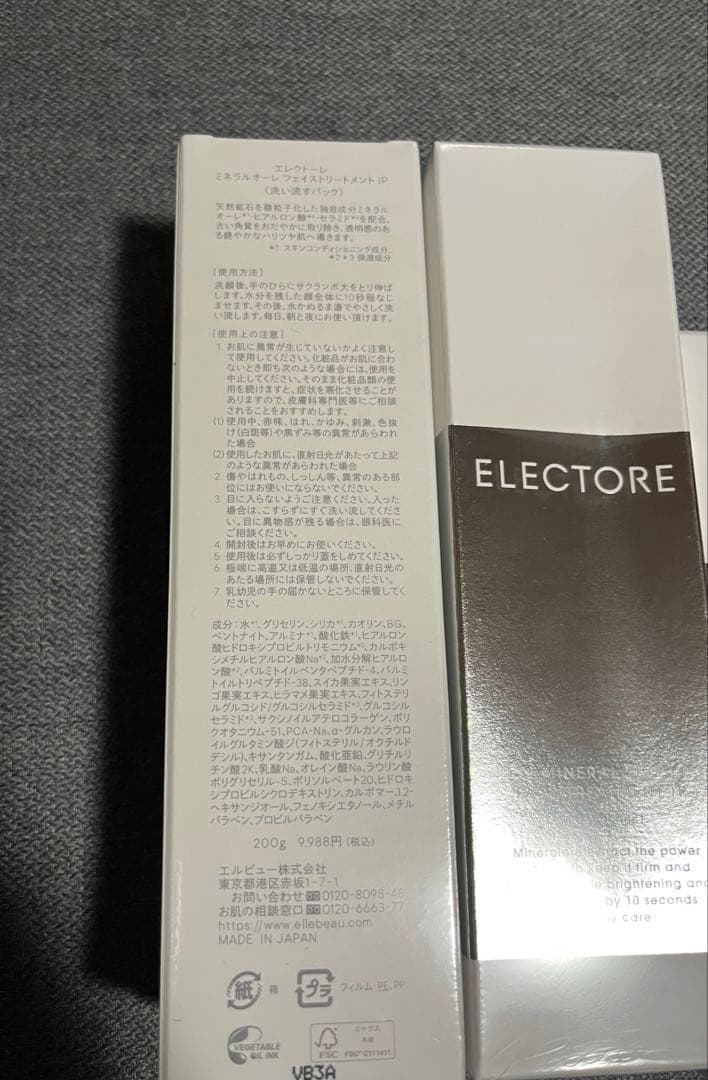 エレクトーレ
ミネラルオーレ フェイストリートメント IP
(洗い流すパック)
天然鉱石を微粒子化した独自成分ミネラル
オーレ*¹・ヒアルロン酸*²・セラミド*³を配合。
古い角質をおだやかに取り除き、透明感のあ
る健やかなハリツヤ肌へ導きます。
*1 スキンコンディショニング成分、
*2*3 保湿成分
[使用方法]
洗顔後、手のひらにサクランボ大をとり伸ば
します。水分を残した顔全体に10秒程なじ
ませます。その後、水かぬるま湯でやさしく洗
い流します。毎日、朝と夜にお使い頂けます。
[使用上の注意]
1. お肌に異常が生じていないかよく注意し
て使用してください。化粧品がお肌に合わ
ないとき即ち次のような場合には、使用を
中止してください。そのまま化粧品類の使用
を続けますと、症状を悪化させることが
ありますので、皮膚科専門医等にご相談
されることをおすすめします。
(1)使用中、赤味、はれ、かゆみ、刺激、色抜
け(白斑等)や黒ずみ等の異常があらわれ
た場合
(2)使用したお肌に、直射日光があたって上記
のような異常があらわれた場合
2. 傷やはれもの、しっしん等、異常のある部
位にはお使いにならないでください。
3. 目に入らないようご注意ください。入った
場合は、こすらずにすぐ洗い流してくださ
い。目に異物感が残る場合は、眼科医に
ご相談ください。
4. 開封後はお早めにお使いください。
5. 使用後は必ずしっかり蓋をしめてください。
6. 極端に高温又は低温の場所、直射日光の
あたる場所には保管しないでください。
7. 乳幼児の手の届かないところに保管してく
ださい。
成分:水*¹、グリセリン、シリカ*¹、カオリン、BG、
ベントナイト、アルミナ*¹、酸化鉄*¹、ヒアルロン
酸ヒドロキシプロピルトリモニウム*²、カルボキ
シメチルヒアルロン酸Na*²、加水分解ヒアルロ
ン酸*²、パルミトイルペンタペプチド-4、パルミ
トイルトリペプチド-38、スイカ果実エキス、リン
ゴ果実エキス、ヒラマメ果実エキス、フィトステリ
ルグルコシド/グルコシルセラミド*³、グルコシル
セラミド*³、サクシノイルアテロコラーゲン、ポリ
クオタニウム-51、PCA-Na、α-グルカン、ラウロ
イルグルタミン酸ジ(フィトステリル/オクチルド
デシル)、キサンタンガム、酸化亜鉛、グリチルリ
チン酸2K、乳酸Na、オレイン酸Na、ラウリン酸
ポリグリセリル-5、ポリソルベート20、ヒドロキ
シプロピルシクロデキストリン、カルボマー、1,2-
ヘキサンジオール、フェノキシエタノール、メチル
パラベン、プロピルパラベン
200g 9,988円(税込)
エルビュー株式会社
東京都港区赤坂1-7-1
お問い合わせ 0120-8098-48
お肌の相談窓口 0120-6663-77
https://www.ellebeau.com/
MADE IN JAPAN
紙 箱 プラ フィルム・PE、PP
VEGETABLE
OIL INK
FSC
ミックス
木材
FSC® C111411
VB3A
ELECTORE
the power
keep it firm and
brightening and
by 10 seconds
care